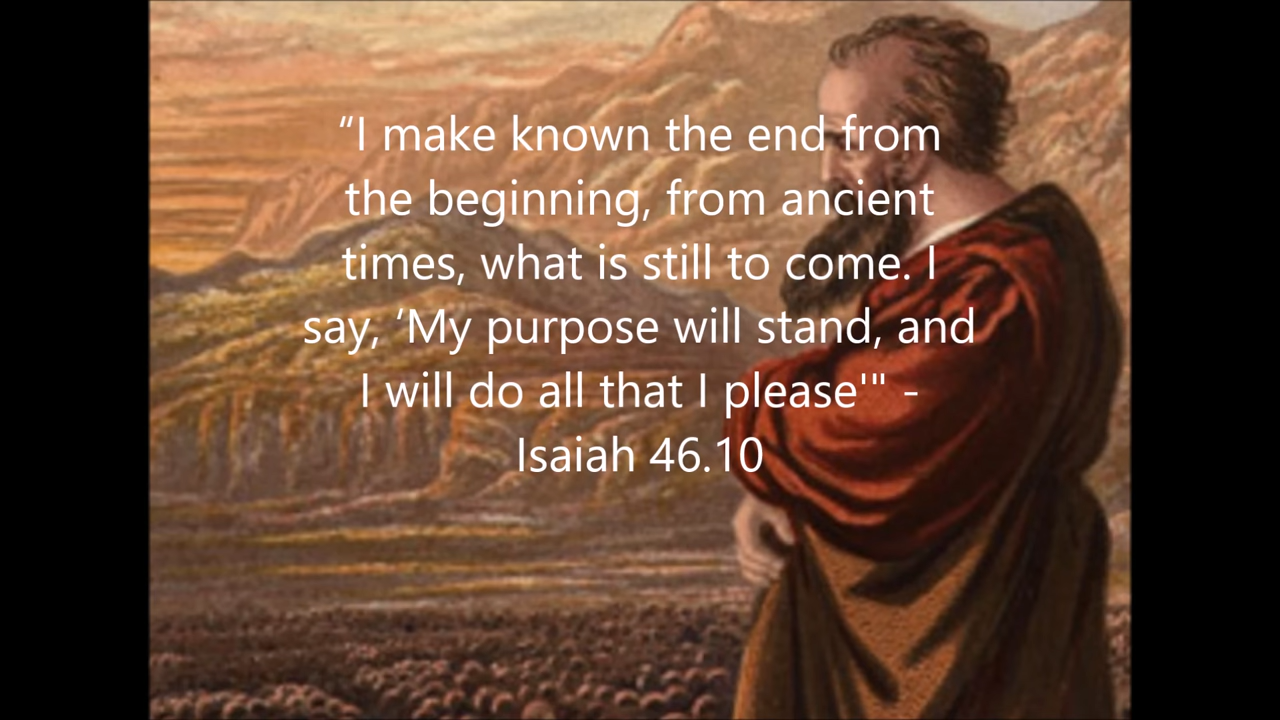 “I make known the end from
the beginning, from ancient
times, what is still to come. I
say, ‘My purpose will stand, and
I will do all that I please'" -
Isaiah 46.10